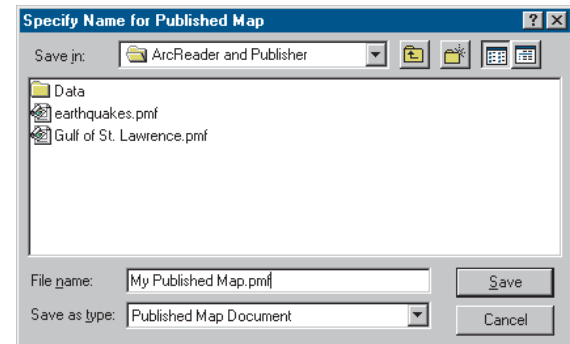 Specify Name for Published Map
Save in: ArcReader and Publisher
Data
earthquakes.pmf
Gulf of St. Lawrence.pmf
File name: My Published Map.pmf Save
Save as type: Published Map Document Cancel